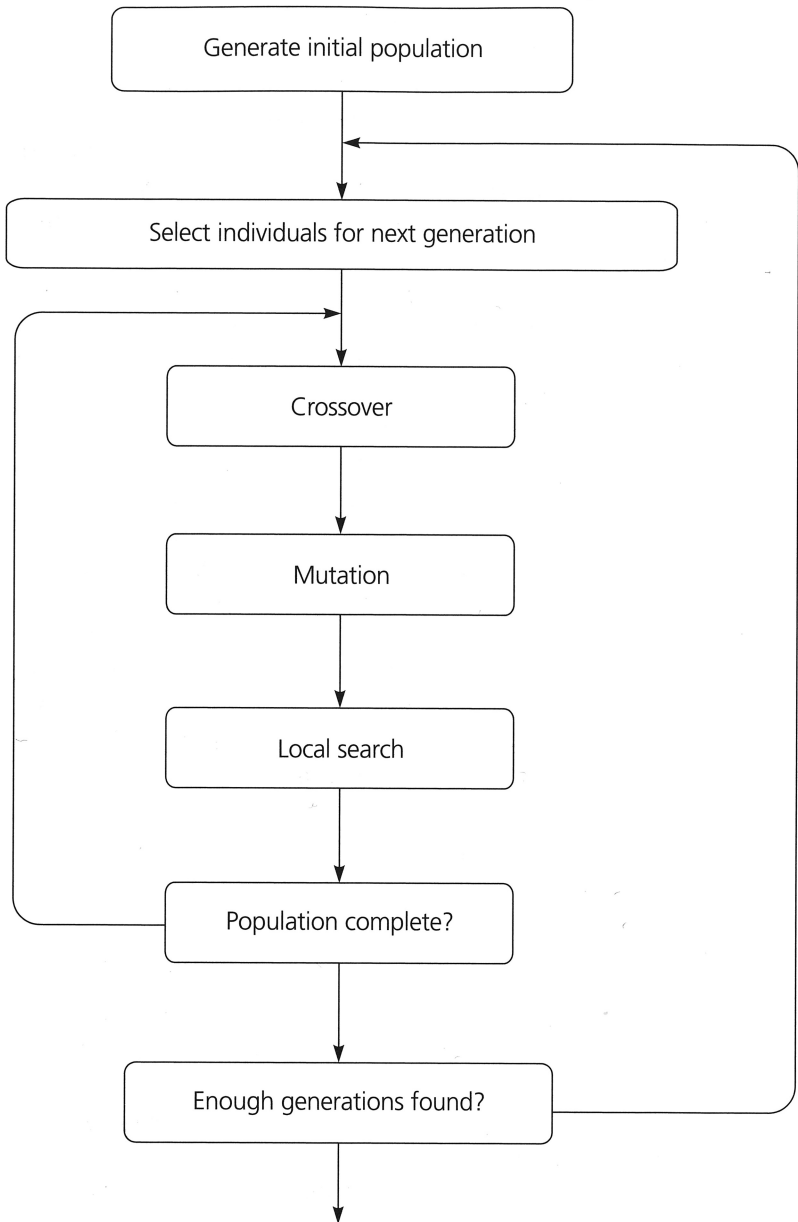 Generate initial population
Select individuals for next generation
Crossover
Mutation
Local search
Population complete?
Enough generations found?